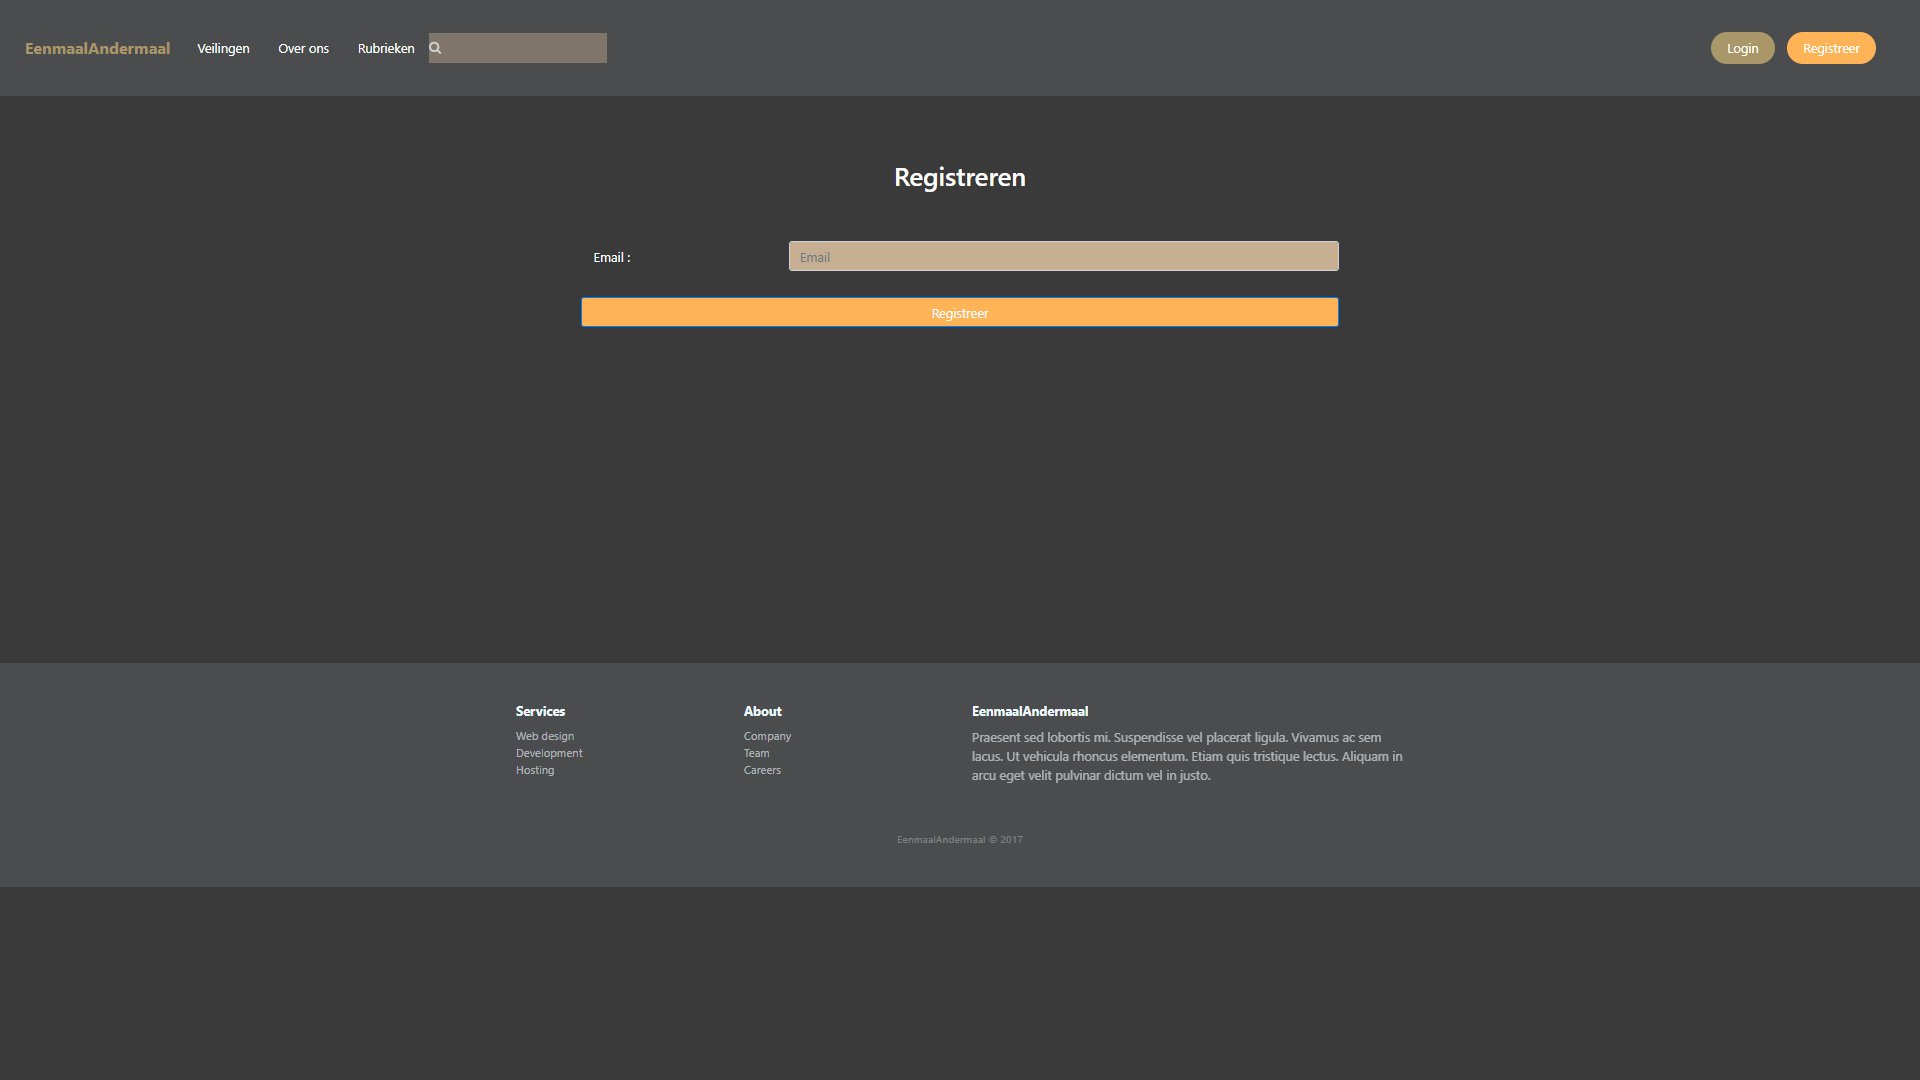 EenmaalAndermaal Veilingen Over ons Rubrieken Login Registreer
Registreren
Email : Email
Registreer
Services
Web design
Development
Hosting
About
Company
Team
Careers
EenmaalAndermaal
Praesent sed lobortis mi. Suspendisse vel placerat ligula. Vivamus ac sem
lacus. Ut vehicula rhoncus elementum. Etiam quis tristique lectus. Aliquam in
arcu eget velit pulvinar dictum vel in justo.
EenmaalAndermaal © 2017